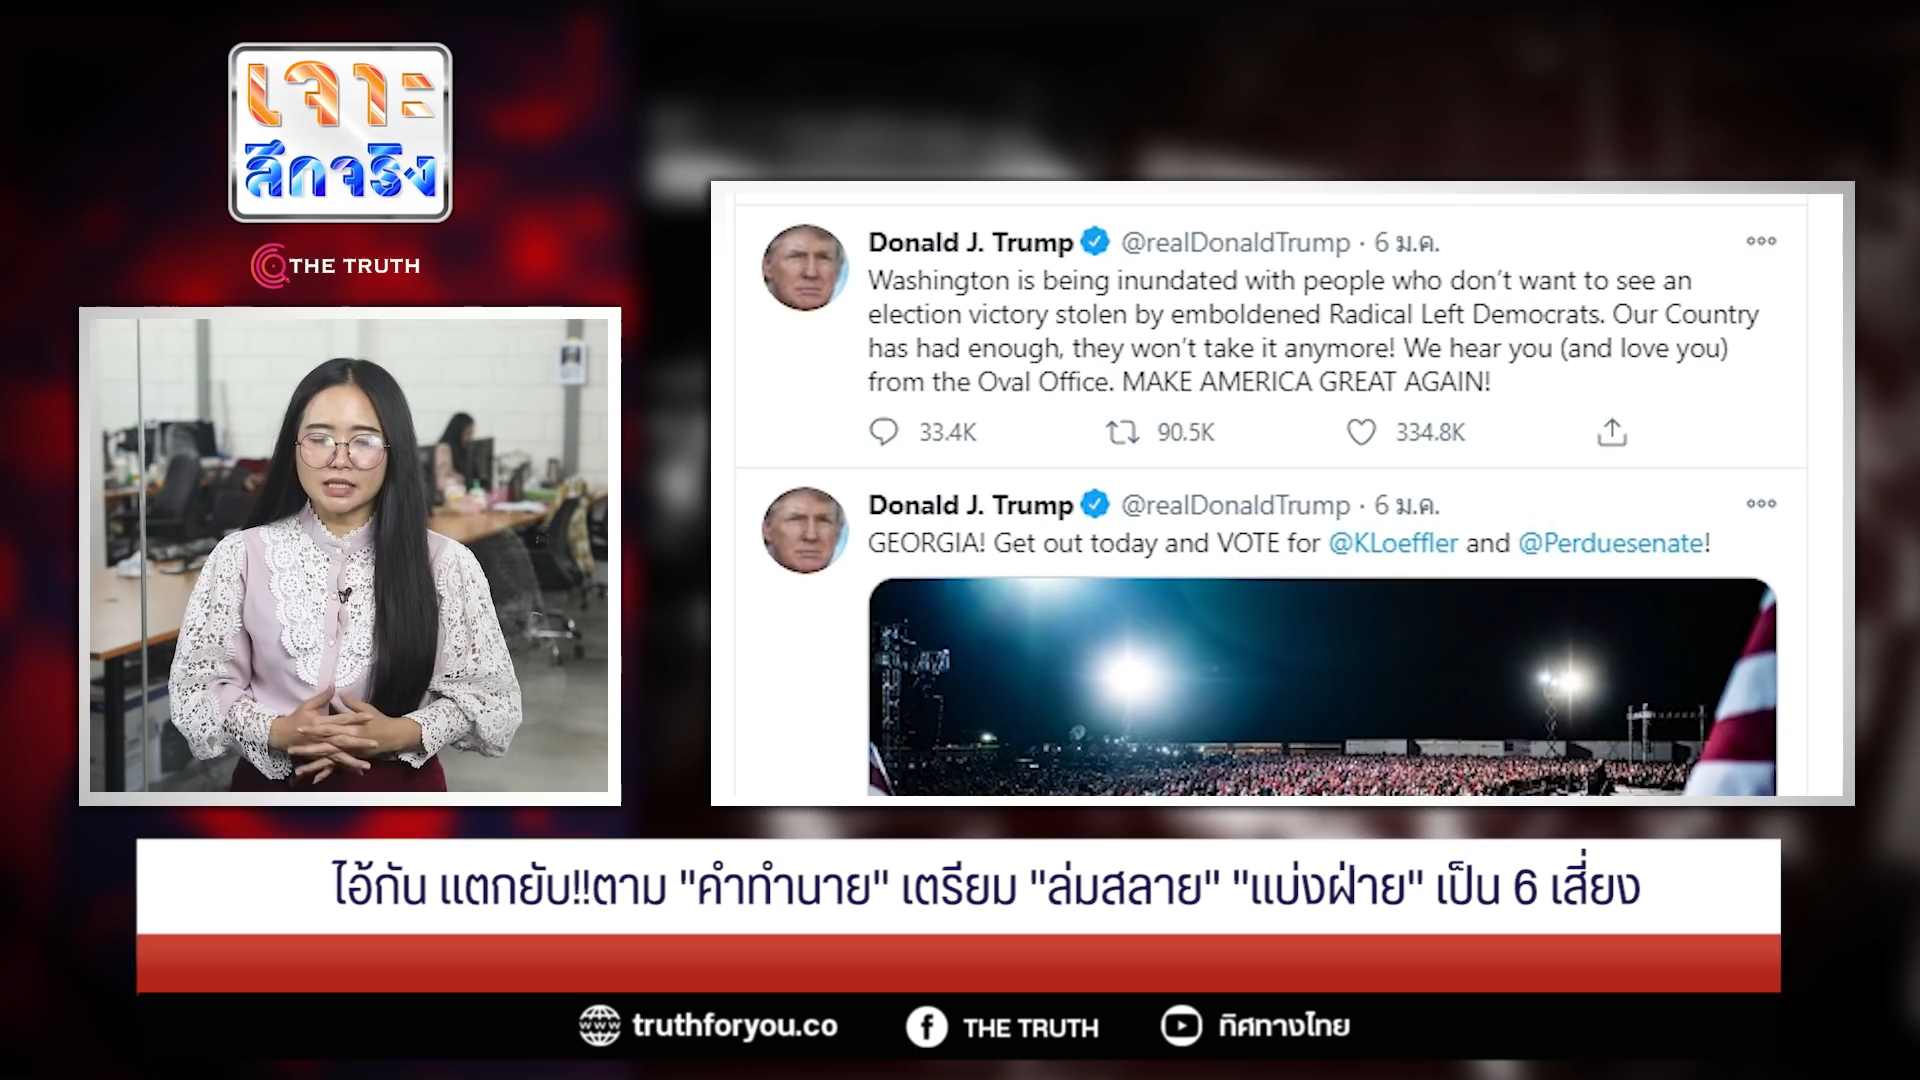 เจาะ
ลึกจริง
THE TRUTH
Donald J. Trump @realDonaldTrump · 6 ม.ค.
Washington is being inundated with people who don't want to see an
election victory stolen by emboldened Radical Left Democrats. Our Country
has had enough, they won't take it anymore! We hear you (and love you)
from the Oval Office. MAKE AMERICA GREAT AGAIN!
33.4K 90.5K 334.8K
Donald J. Trump @realDonaldTrump · 6 ม.ค.
GEORGIA! Get out today and VOTE for @KLoeffler and @Perduesenate!
ไอ้กัน แตกยับ!!ตาม "คำทำนาย" เตรียม "ล่มสลาย" "แบ่งฝ่าย" เป็น 6 เสี่ยง
www truthforyou.co THE TRUTH ทิศทางไทย